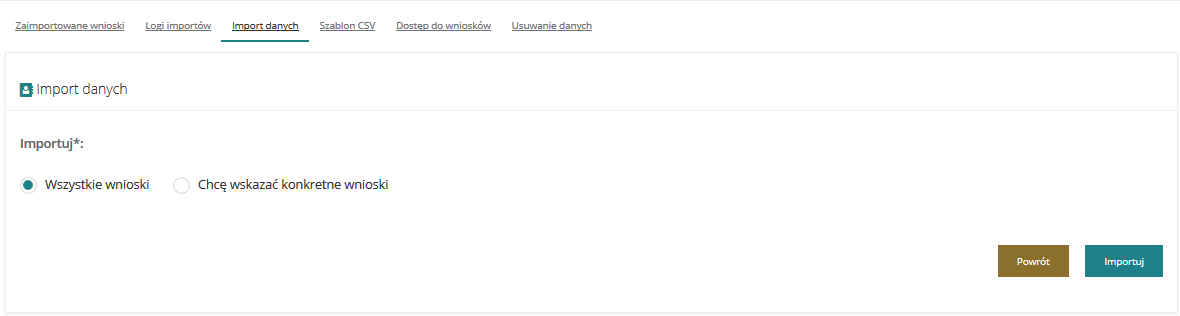 Zaimportowane wnioski Logi importów Import danych Szablon CSV Dostęp do wniosków Usuwanie danych
Import danych
Importuj*:
Wszystkie wnioski Chcę wskazać konkretne wnioski
Powrót Importuj